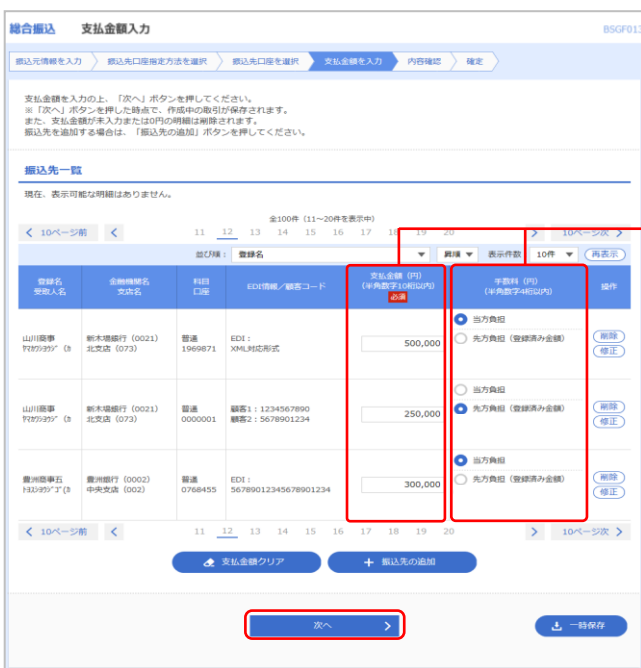 総合振込 支払金額入力 BSGF013
振込元情報を入力 振込先口座指定方法を選択 振込先口座を選択 支払金額を入力 内容確認 確定
支払金額を入力の上、「次へ」ボタンを押してください。
※「次へ」ボタンを押した時点で、作成中の取引が保存されます。
また、支払金額が未入力または0円の明細は削除されます。
振込先を追加する場合は、「振込先の追加」ボタンを押してください。
振込先一覧
現在、表示可能な明細はありません。
全100件（11～20件を表示中）
10ページ前 11 12 13 14 15 16 17 18 19 20 10ページ次
並び順： 登録名 昇順 表示件数 10件 再表示
登録名 金融機関名 科目 EDI情報／顧客コード 支払金額（円） 手数料（円） 操作
受取人名 支店名 口座 （半角数字10桁以内） （半角数字4桁以内）
必須
当方負担
山川商事 新木場銀行（0021） 普通 EDI： 500,000 先方負担（登録済み金額） 削除
北支店（073） 1969871 XML対応形式 修正
当方負担
山川商事 新木場銀行（0021） 普通 顧客1：1234567890 250,000 先方負担（登録済み金額） 削除
北支店（073） 0000001 顧客2：5678901234 修正
当方負担
豊洲商事五 豊洲銀行（0002） 普通 EDI： 300,000 先方負担（登録済み金額） 削除
中央支店（002） 0768455 56789012345678901234 修正
10ページ前 11 12 13 14 15 16 17 18 19 20 10ページ次
支払金額クリア 振込先の追加
次へ 一時保存